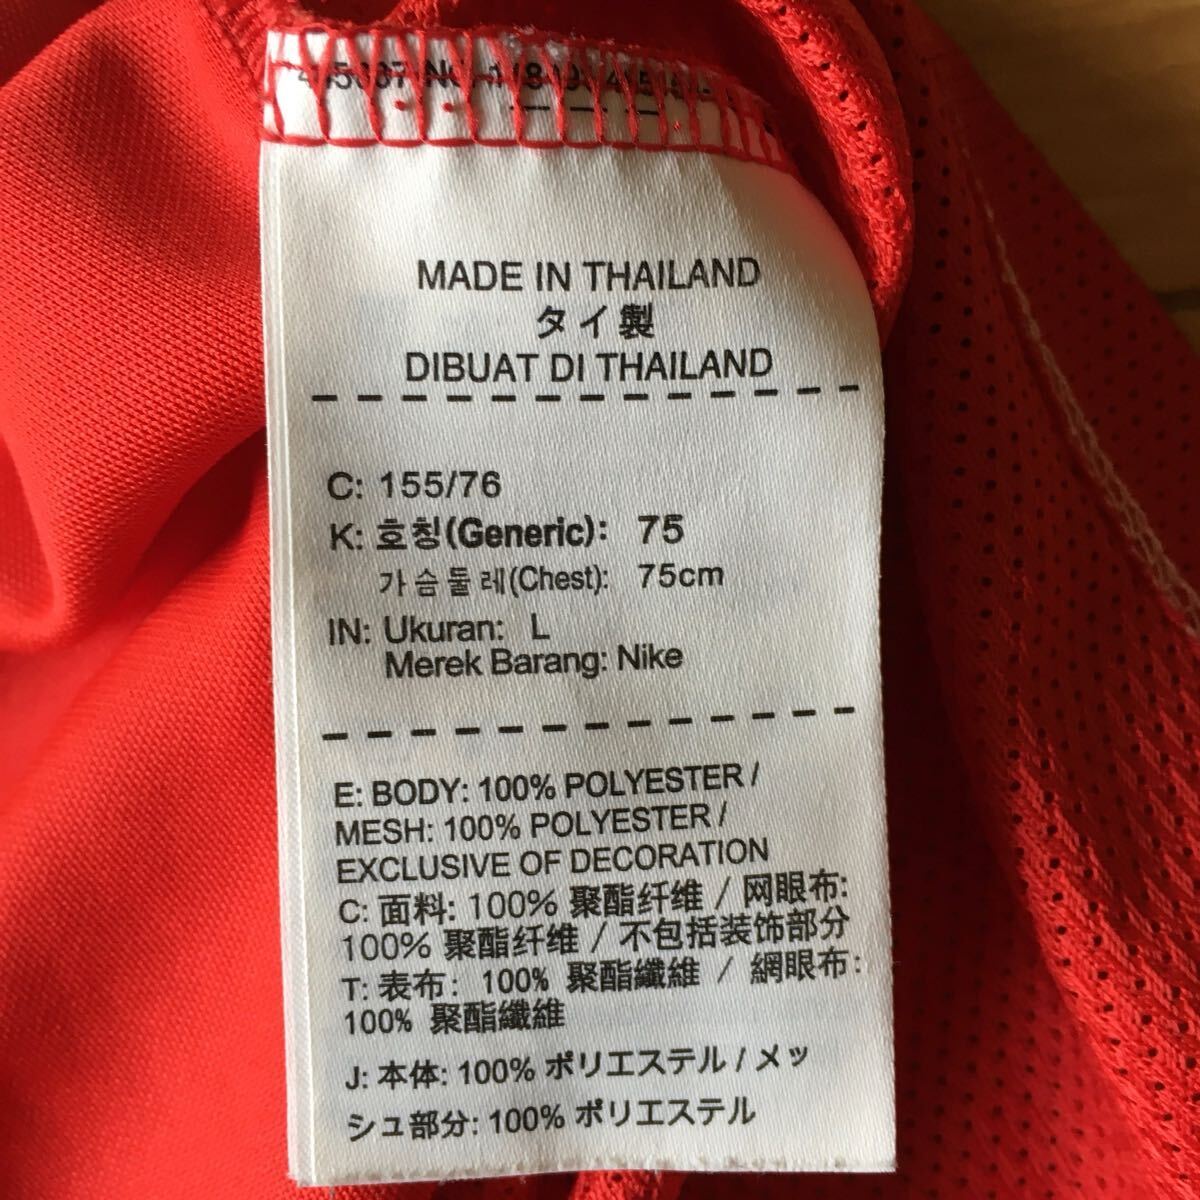 MADE IN THAILAND
タイ製
DIBUAT DI THAILAND
C: 155/76
K: 호칭(Generic): 75
가슴둘레(Chest): 75cm
IN: Ukuran: L
Merek Barang: Nike
E: BODY: 100% POLYESTER /
MESH: 100% POLYESTER /
EXCLUSIVE OF DECORATION
C: 面料: 100% 聚酯纤维 / 网眼布:
100% 聚酯纤维 / 不包括装饰部分
T: 表布: 100% 聚酯纖維 / 網眼布:
100% 聚酯纖維
J: 本体: 100% ポリエステル / メッ
シュ部分: 100% ポリエステル